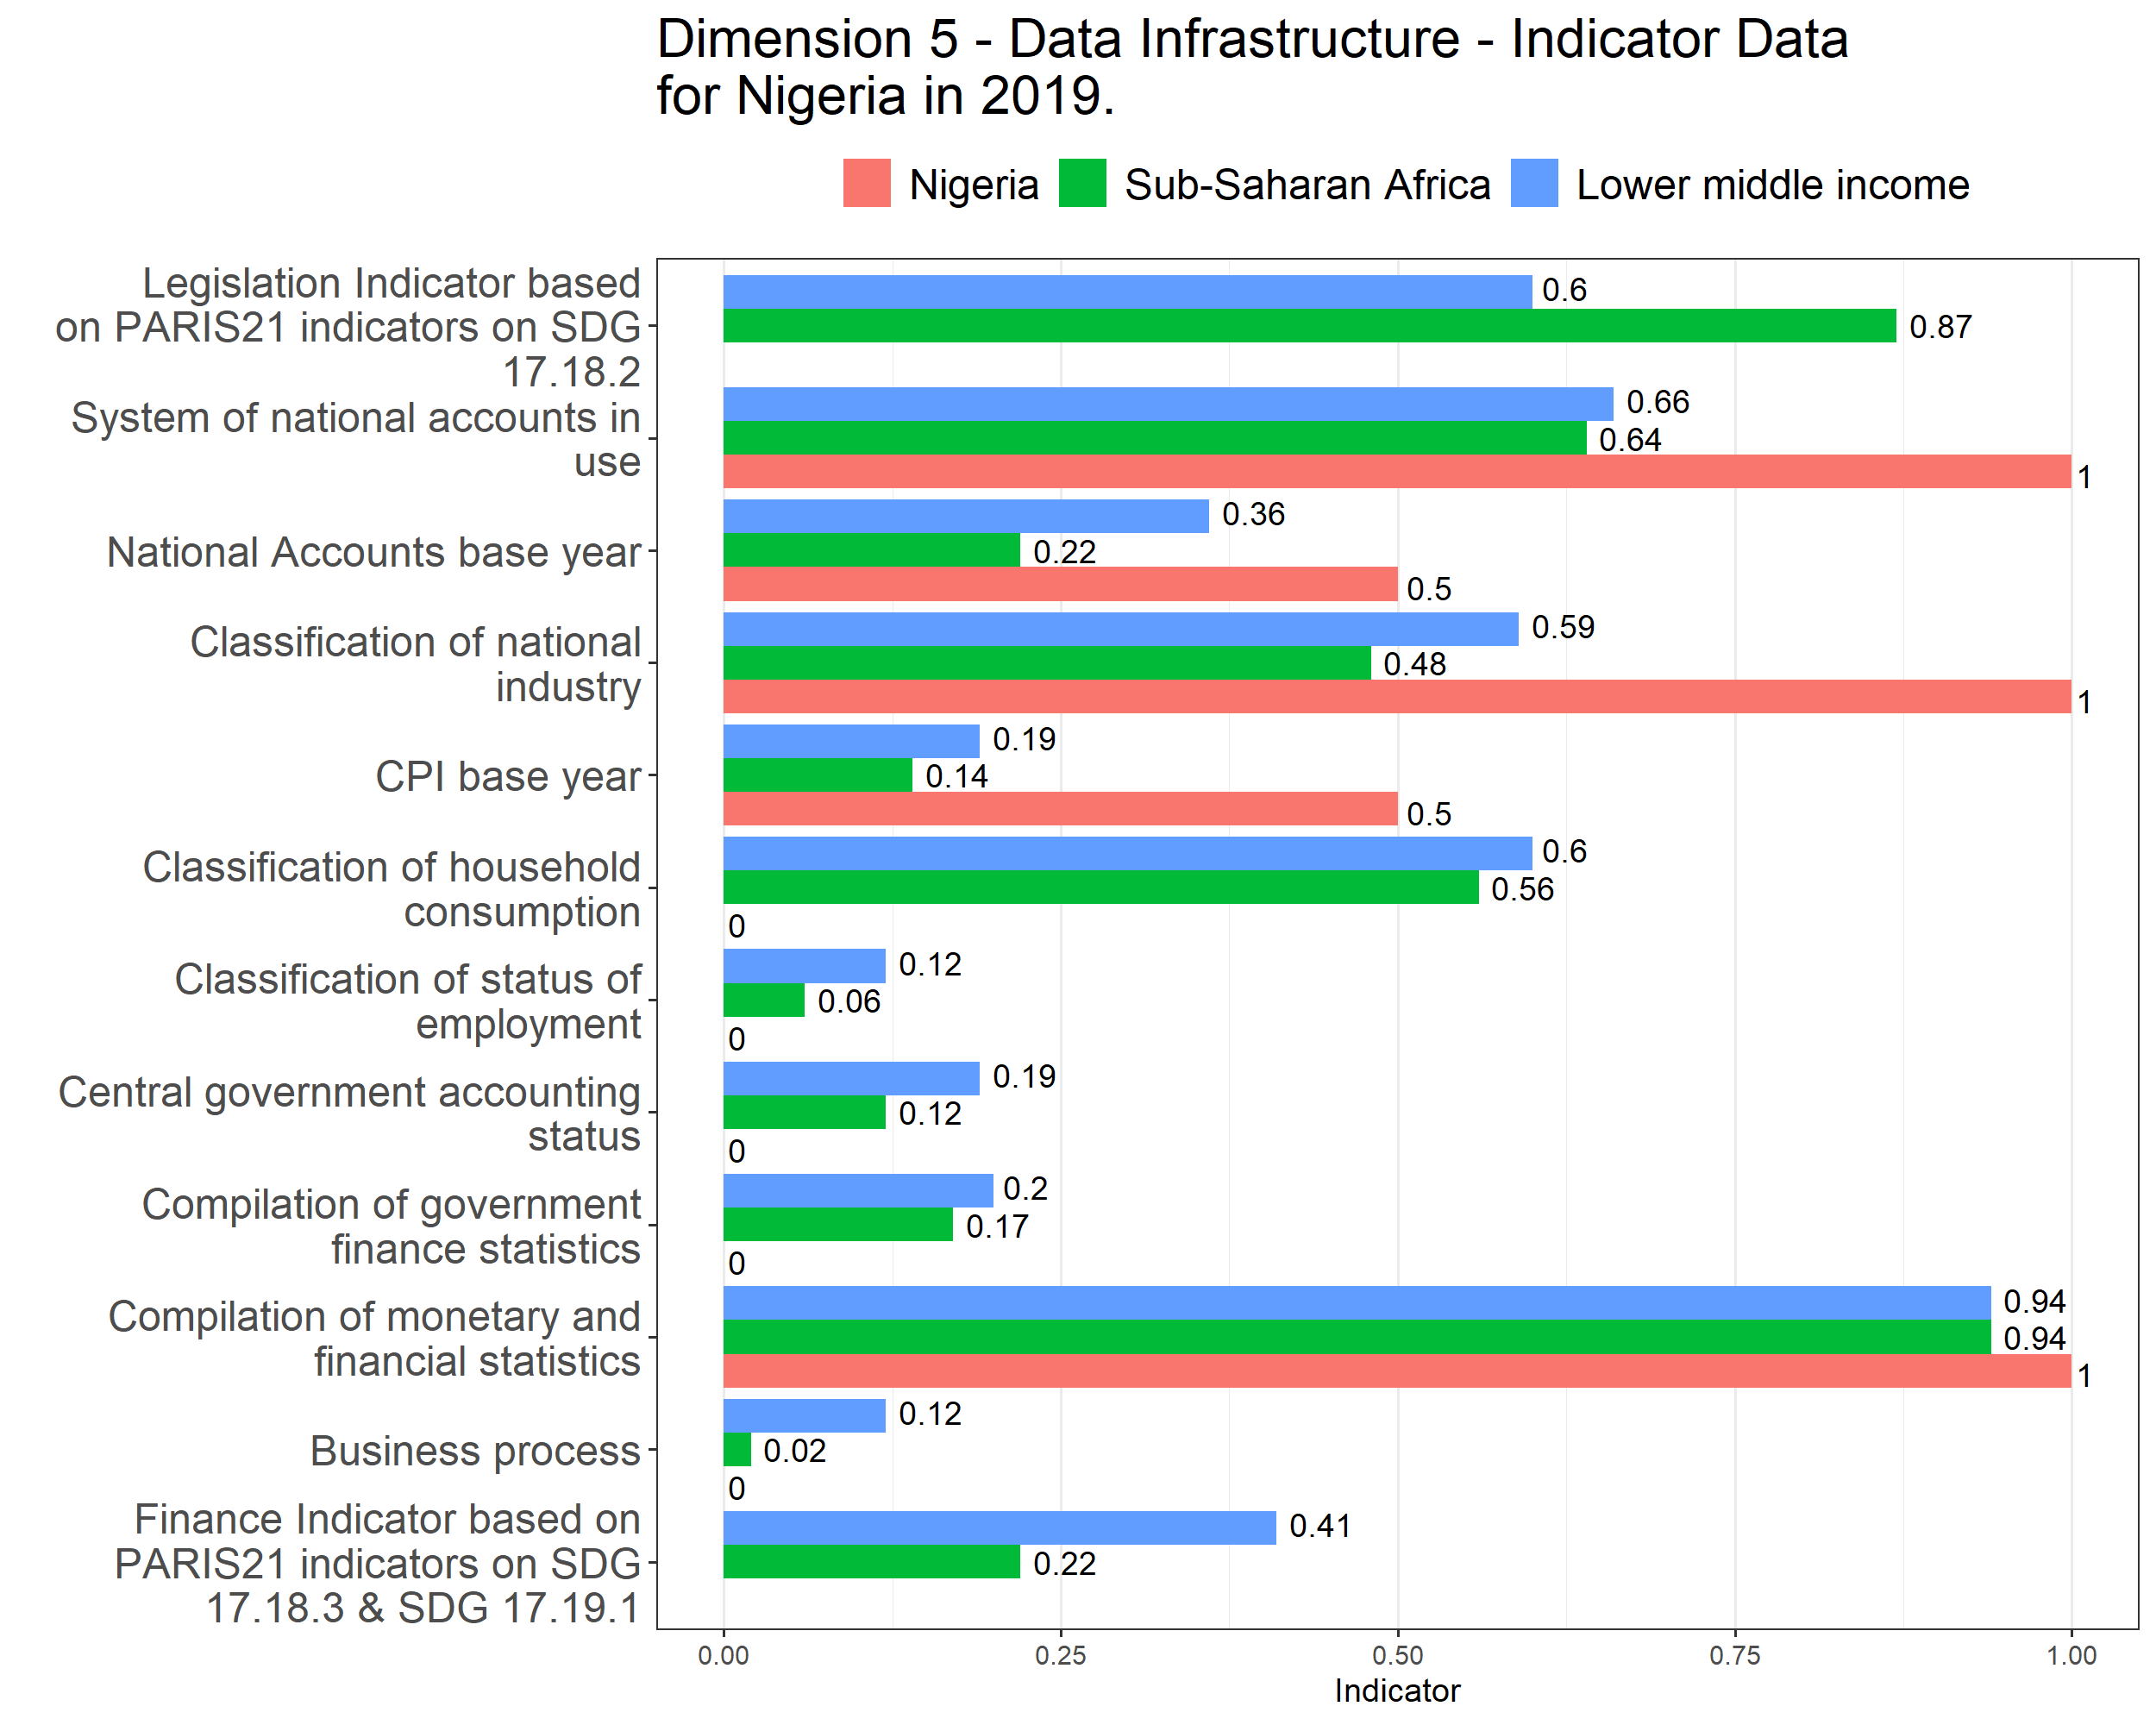 Dimension 5 - Data Infrastructure - Indicator Data
for Nigeria in 2019.
Nigeria Sub-Saharan Africa Lower middle income
Legislation Indicator based
on PARIS21 indicators on SDG
17.18.2
0.6
0.87
System of national accounts in
use
0.66
0.64
1
National Accounts base year
0.36
0.22
0.5
Classification of national
industry
0.59
0.48
1
CPI base year
0.19
0.14
0.5
Classification of household
consumption
0.6
0.56
0
Classification of status of
employment
0.12
0.06
0
Central government accounting
status
0.19
0.12
0
Compilation of government
finance statistics
0.2
0.17
0
Compilation of monetary and
financial statistics
0.94
0.94
1
Business process
0.12
0.02
0
Finance Indicator based on
PARIS21 indicators on SDG
17.18.3 & SDG 17.19.1
0.41
0.22
0.00 0.25 0.50 0.75 1.00
Indicator